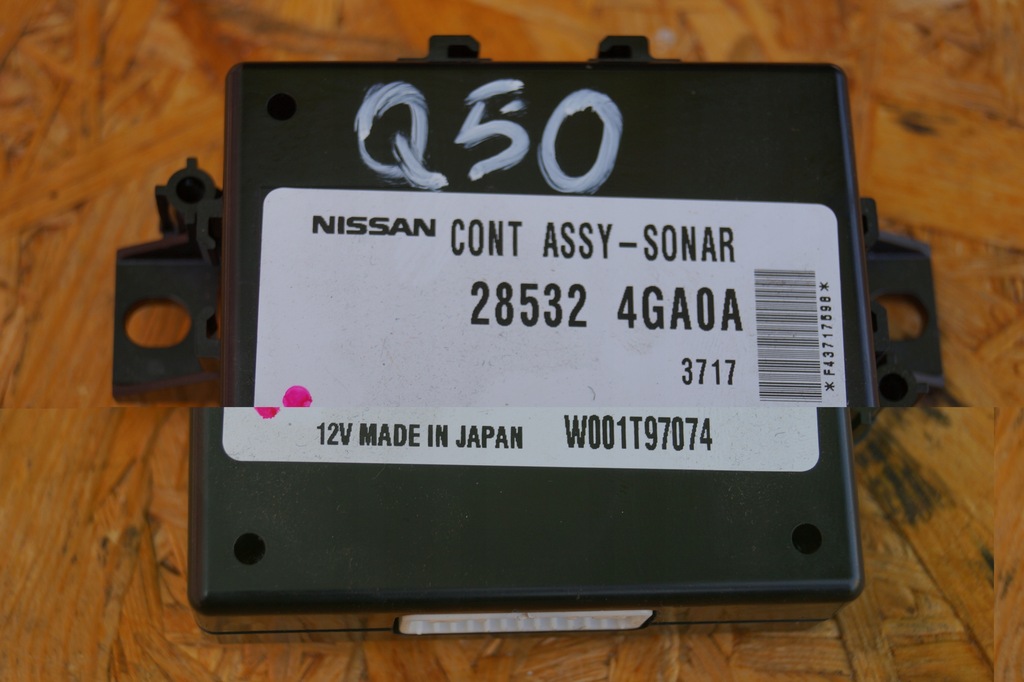 Q50
NISSAN CONT ASSY-SONAR
28532 4GA0A
3717
*F43717598*
12V MADE IN JAPAN W001T97074